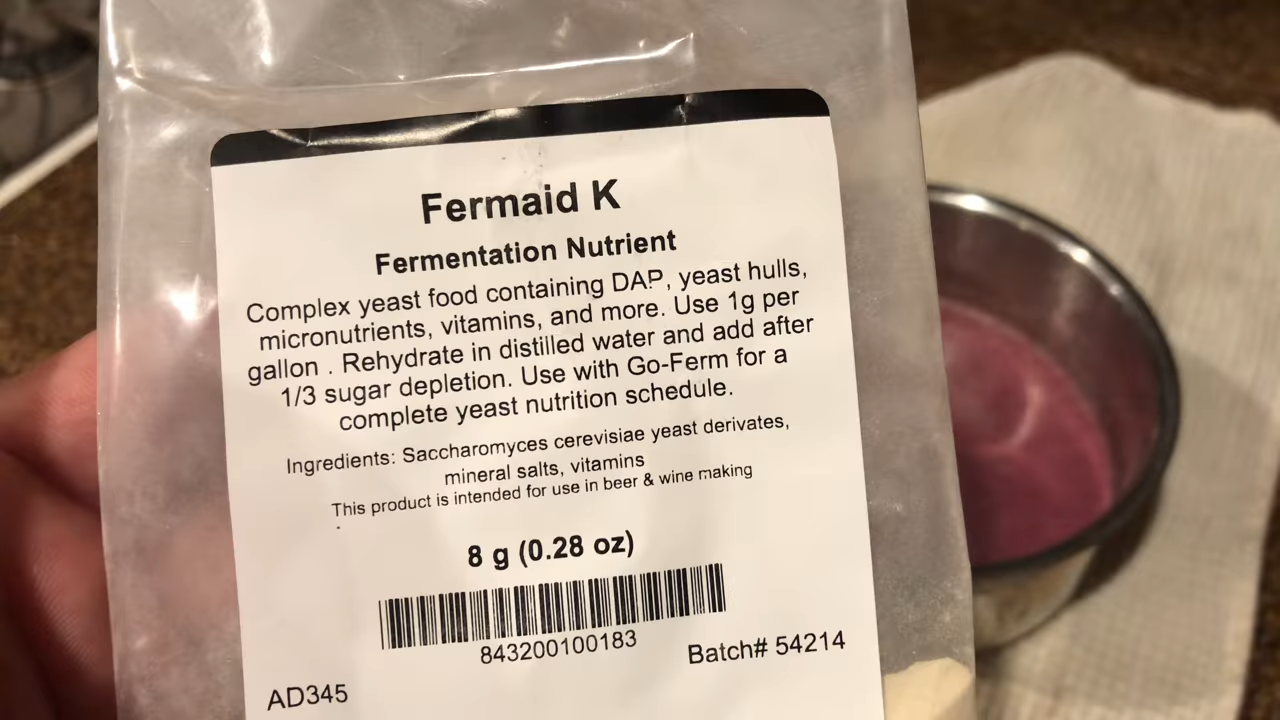 Fermaid K
Fermentation Nutrient
Complex yeast food containing DAP, yeast hulls,
micronutrients, vitamins, and more. Use 1g per
gallon . Rehydrate in distilled water and add after
1/3 sugar depletion. Use with Go-Ferm for a
complete yeast nutrition schedule.
Ingredients: Saccharomyces cerevisiae yeast derivates,
mineral salts, vitamins
This product is intended for use in beer & wine making
.
8 g (0.28 oz)
843200100183
Batch# 54214
AD345